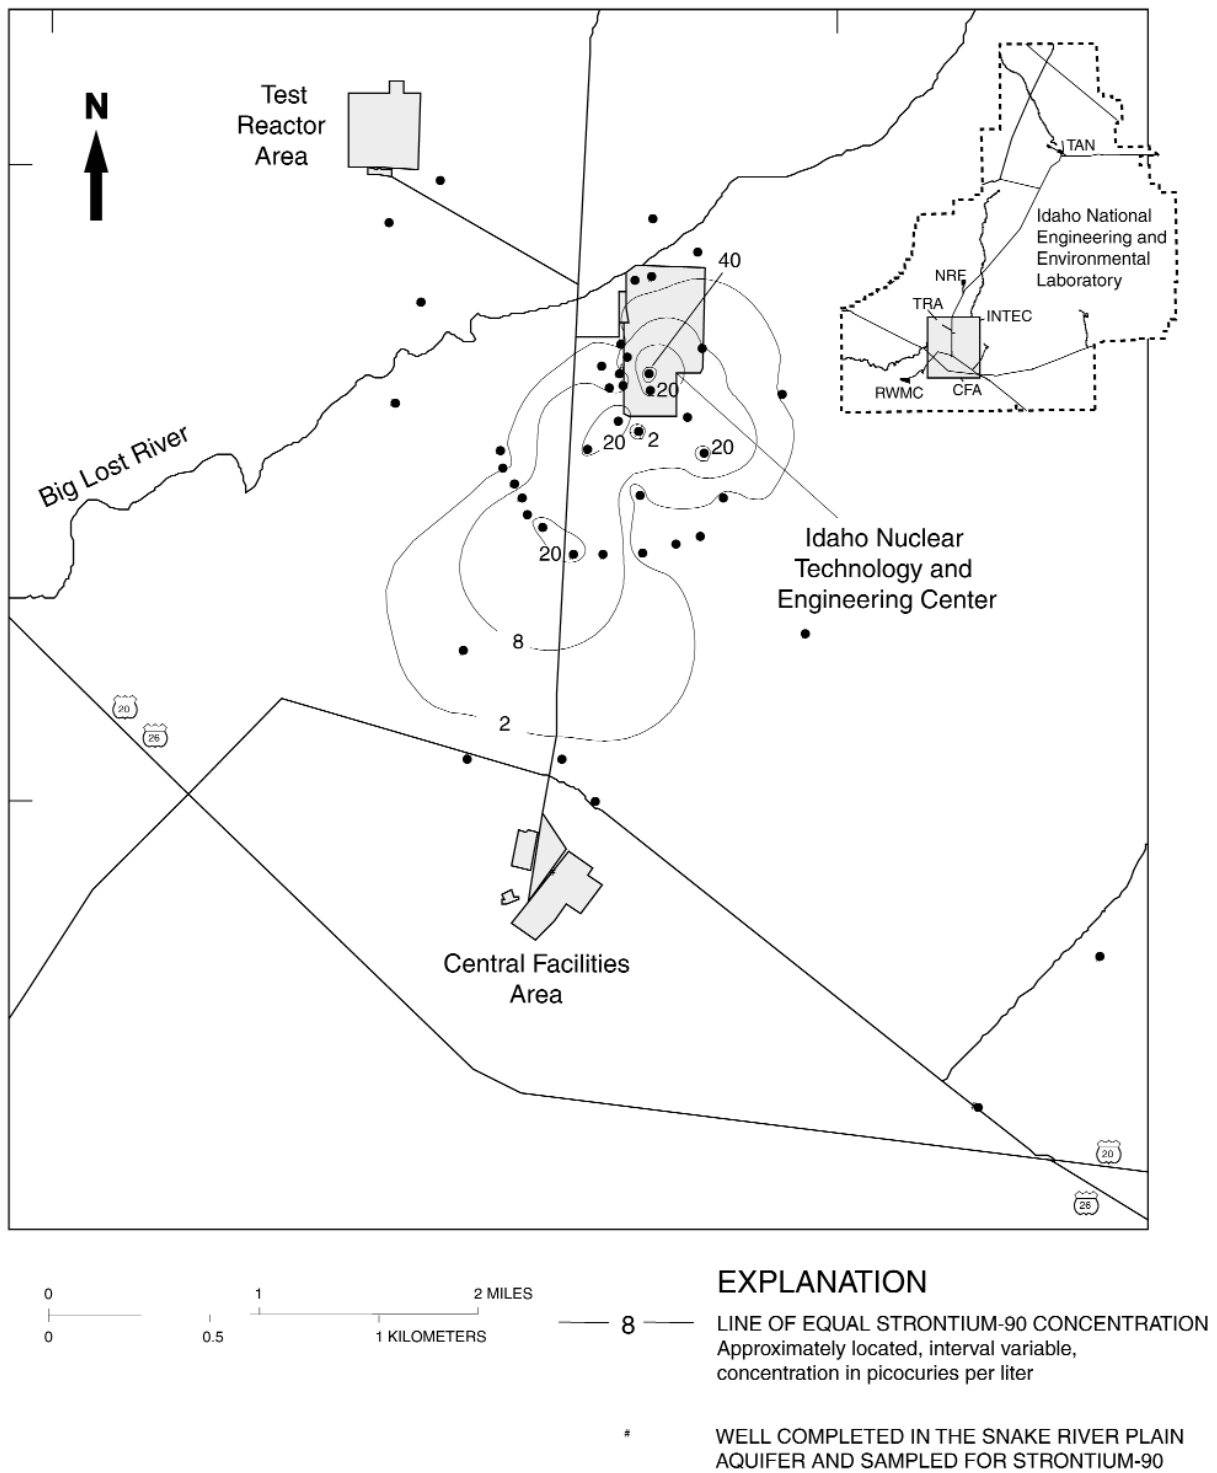 Test
Reactor
Area
N
TAN
Idaho National
Engineering and
Environmental
Laboratory
NRF
TRA
INTEC
RWMC
CFA
40
20
20
2
20
Big Lost River
20
Idaho Nuclear
Technology and
Engineering Center
8
2
20
26
Central Facilities
Area
20
26
0
1
2 MILES
0
0.5
1 KILOMETERS
EXPLANATION
8
LINE OF EQUAL STRONTIUM-90 CONCENTRATION
Approximately located, interval variable,
concentration in picocuries per liter
#
WELL COMPLETED IN THE SNAKE RIVER PLAIN
AQUIFER AND SAMPLED FOR STRONTIUM-90